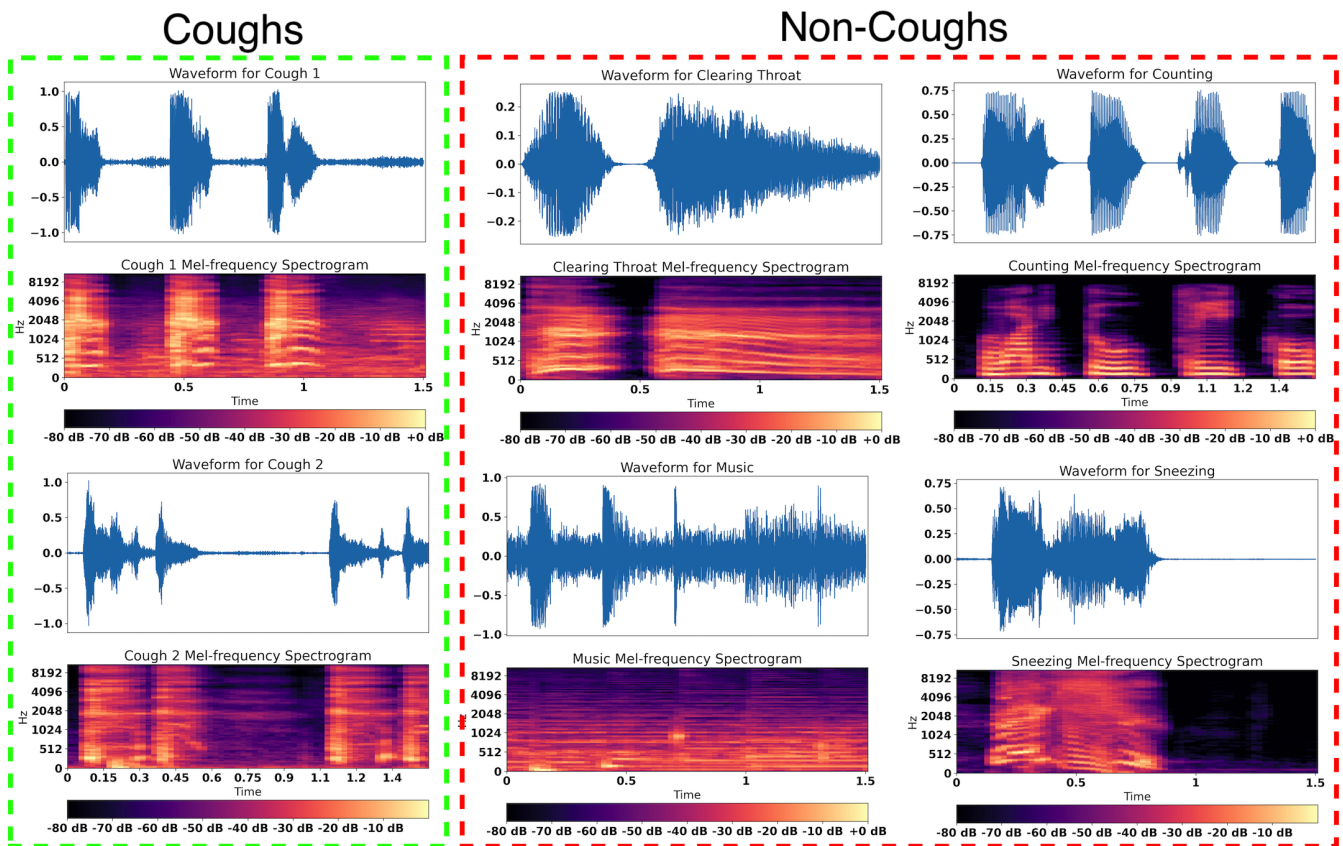 Coughs
Non-Coughs
Waveform for Cough 1
1.0
0.5
0.0
−0.5
−1.0
Cough 1 Mel-frequency Spectrogram
8192
4096
2048
1024
512
0
Hz
0 0.5 1 1.5
Time
-80 dB -70 dB -60 dB -50 dB -40 dB -30 dB -20 dB -10 dB +0 dB
Waveform for Cough 2
1.0
0.5
0.0
−0.5
−1.0
Cough 2 Mel-frequency Spectrogram
8192
4096
2048
1024
512
0
Hz
0 0.15 0.3 0.45 0.6 0.75 0.9 1.1 1.2 1.4
Time
-80 dB -70 dB -60 dB -50 dB -40 dB -30 dB -20 dB -10 dB
Waveform for Clearing Throat
0.2
0.1
0.0
−0.1
−0.2
Clearing Throat Mel-frequency Spectrogram
8192
4096
2048
1024
512
0
Hz
0 0.5 1 1.5
Time
-80 dB -70 dB -60 dB -50 dB -40 dB -30 dB -20 dB -10 dB +0 dB
Waveform for Counting
0.75
0.50
0.25
0.00
−0.25
−0.50
−0.75
Counting Mel-frequency Spectrogram
8192
4096
2048
1024
512
0
Hz
0 0.15 0.3 0.45 0.6 0.75 0.9 1.1 1.2 1.4
Time
-80 dB -70 dB -60 dB -50 dB -40 dB -30 dB -20 dB -10 dB +0 dB
Waveform for Music
1.0
0.5
0.0
−0.5
−1.0
Music Mel-frequency Spectrogram
8192
4096
2048
1024
512
0
Hz
0 0.5 1 1.5
Time
-80 dB -70 dB -60 dB -50 dB -40 dB -30 dB -20 dB -10 dB +0 dB
Waveform for Sneezing
0.75
0.50
0.25
0.00
−0.25
−0.50
−0.75
Sneezing Mel-frequency Spectrogram
8192
4096
2048
1024
512
0
Hz
0 0.5 1 1.5
Time
-80 dB -70 dB -60 dB -50 dB -40 dB -30 dB -20 dB -10 dB